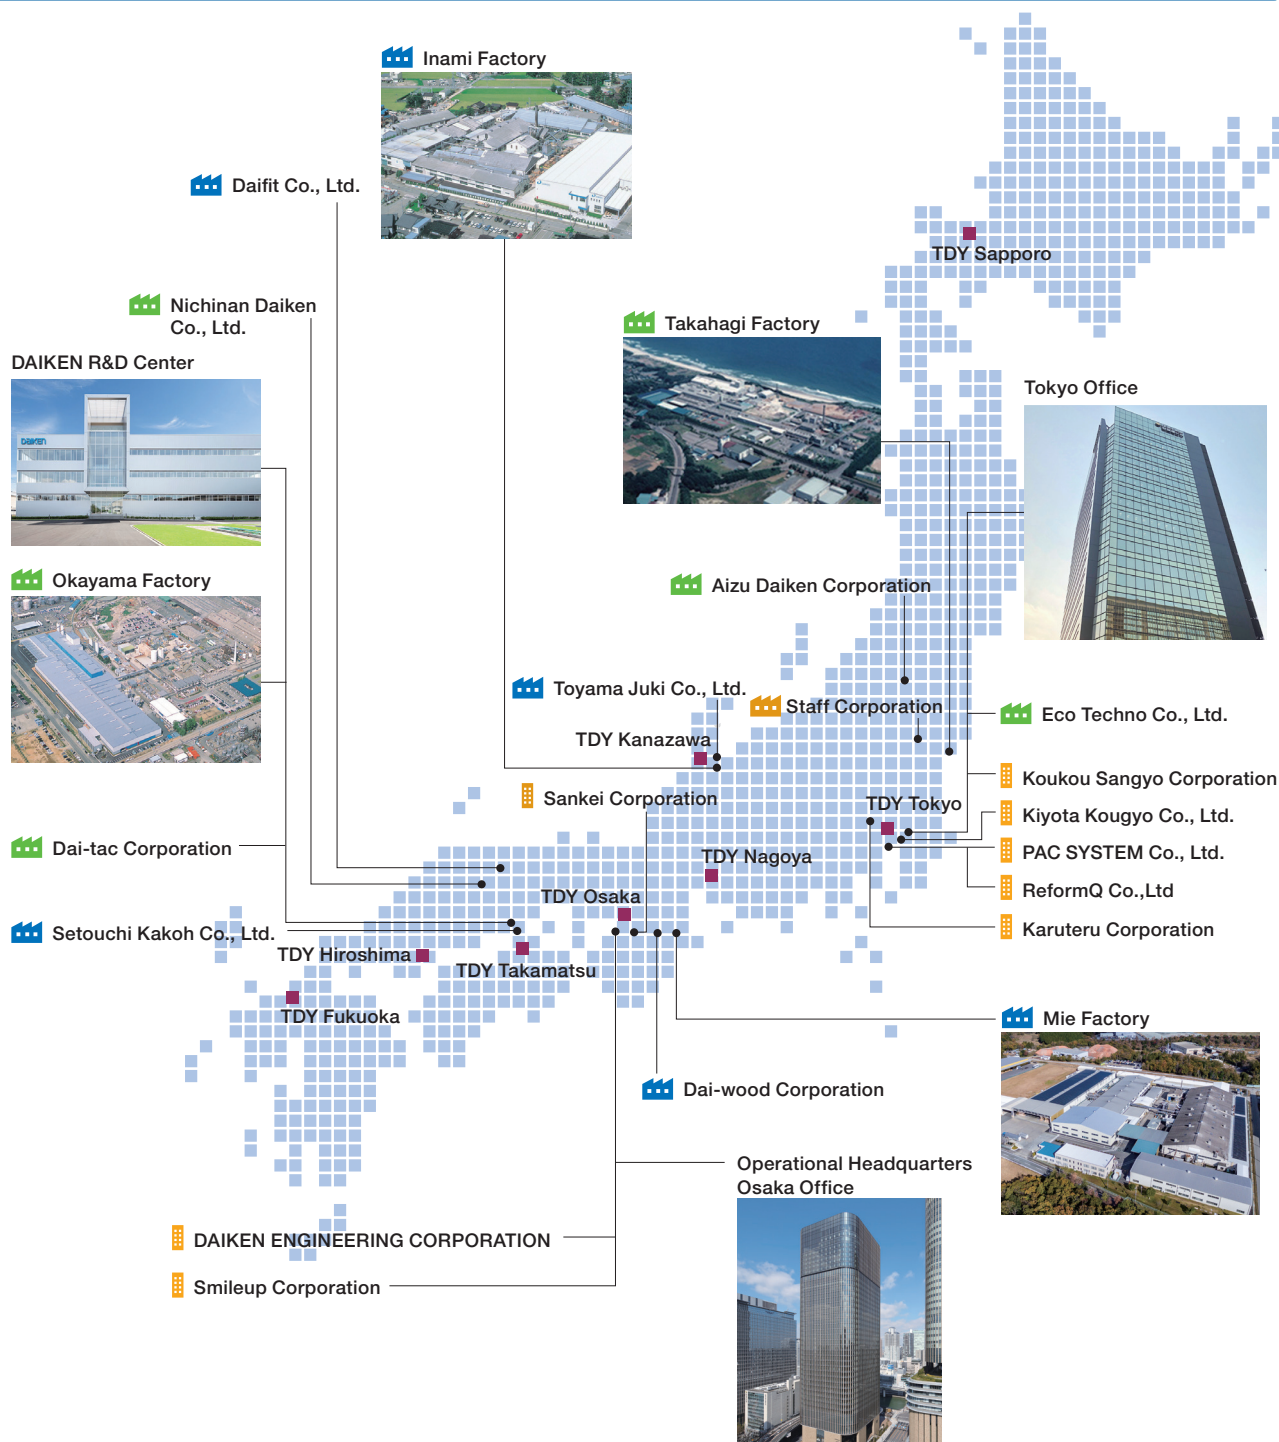 Inami Factory
Daifit Co., Ltd.
TDY Sapporo
Nichinan Daiken
Co., Ltd.
Takahagi Factory
DAIKEN R&D Center
Tokyo Office
DAIKEN
Okayama Factory
Aizu Daiken Corporation
Toyama Juki Co., Ltd.
Staff Corporation
Eco Techno Co., Ltd.
TDY Kanazawa
Koukou Sangyo Corporation
Sankei Corporation
TDY Tokyo
Kiyota Kougyo Co., Ltd.
Dai-tac Corporation
TDY Nagoya
PAC SYSTEM Co., Ltd.
ReformQ Co.,Ltd
TDY Osaka
Karuteru Corporation
Setouchi Kakoh Co., Ltd.
TDY Hiroshima
TDY Takamatsu
TDY Fukuoka
Mie Factory
Dai-wood Corporation
Operational Headquarters
Osaka Office
DAIKEN ENGINEERING CORPORATION
Smileup Corporation